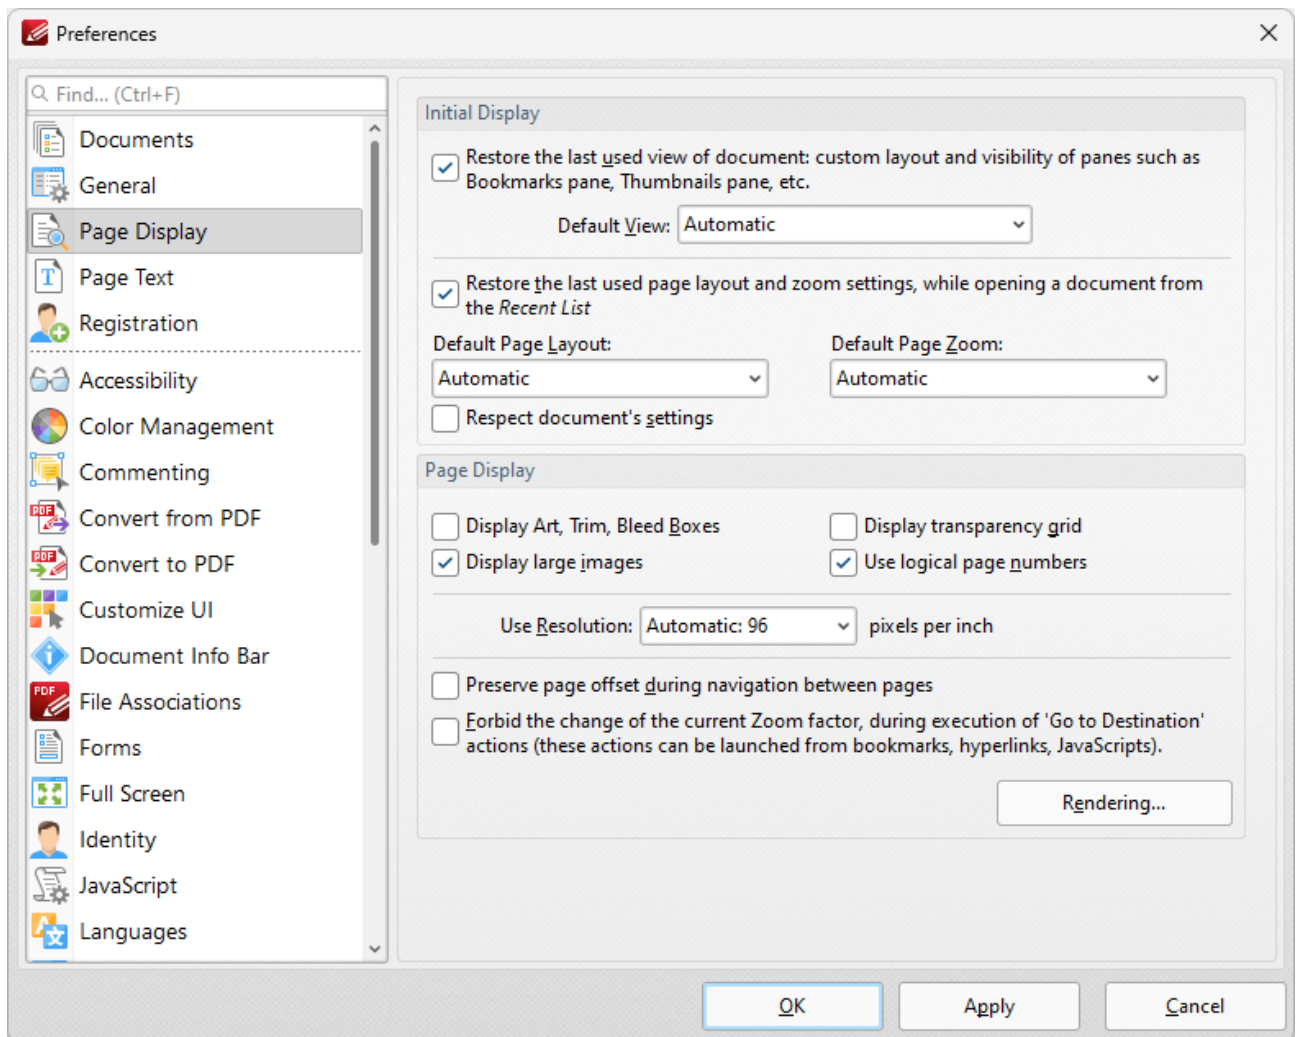 Preferences
Find... (Ctrl+F)
Documents
General
Page Display
Page Text
Registration
Accessibility
Color Management
Commenting
PDF
Convert from PDF
PDF
Convert to PDF
Customize UI
Document Info Bar
PDF
File Associations
Forms
Full Screen
Identity
JavaScript
Languages
Initial Display
Restore the last used view of document: custom layout and visibility of panes such as
Bookmarks pane, Thumbnails pane, etc.
Default View: Automatic
Restore the last used page layout and zoom settings, while opening a document from
the Recent List
Default Page Layout:
Automatic
Default Page Zoom:
Automatic
Respect document's settings
Page Display
Display Art, Trim, Bleed Boxes
Display transparency grid
Display large images
Use logical page numbers
Use Resolution: Automatic: 96 pixels per inch
Preserve page offset during navigation between pages
Forbid the change of the current Zoom factor, during execution of 'Go to Destination'
actions (these actions can be launched from bookmarks, hyperlinks, JavaScripts).
Rendering...
OK
Apply
Cancel